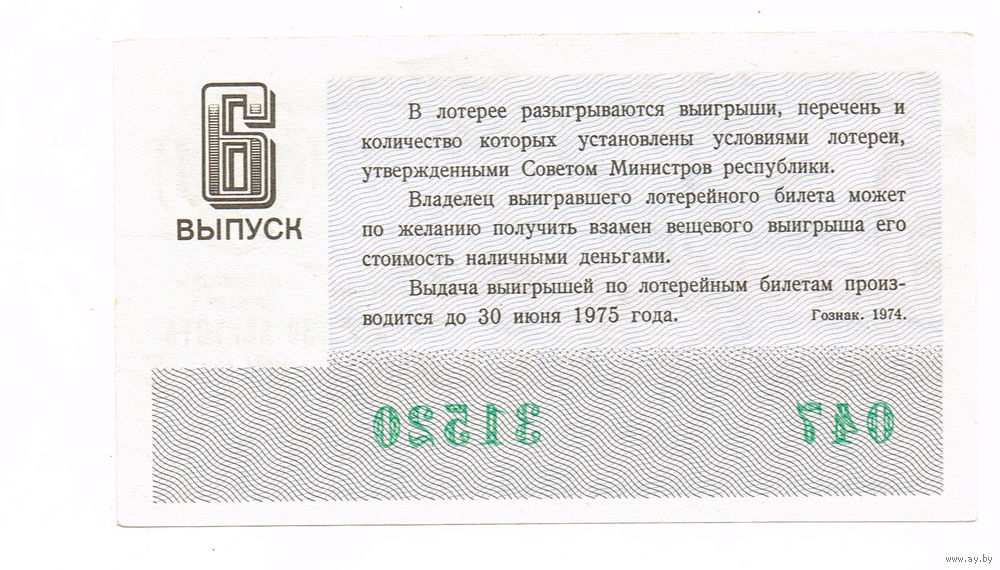 6
ВЫПУСК
В лотерее разыгрываются выигрыши, перечень и
количество которых установлены условиями лотереи,
утвержденными Советом Министров республики.
Владелец выигравшего лотерейного билета может
по желанию получить взамен вещевого выигрыша его
стоимость наличными деньгами.
Выдача выигрышей по лотерейным билетам произ-
водится до 30 июня 1975 года.
Гознак. 1974.
31520 047
www.ay.by